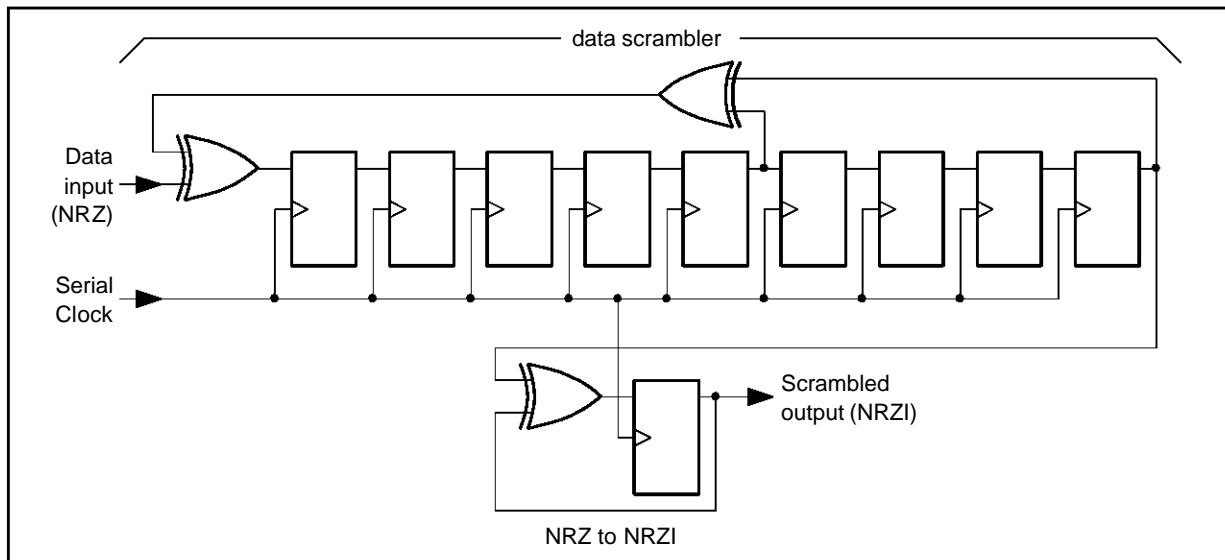 data scrambler
Data
input
(NRZ)
Serial
Clock
Scrambled
output (NRZI)
NRZ to NRZI